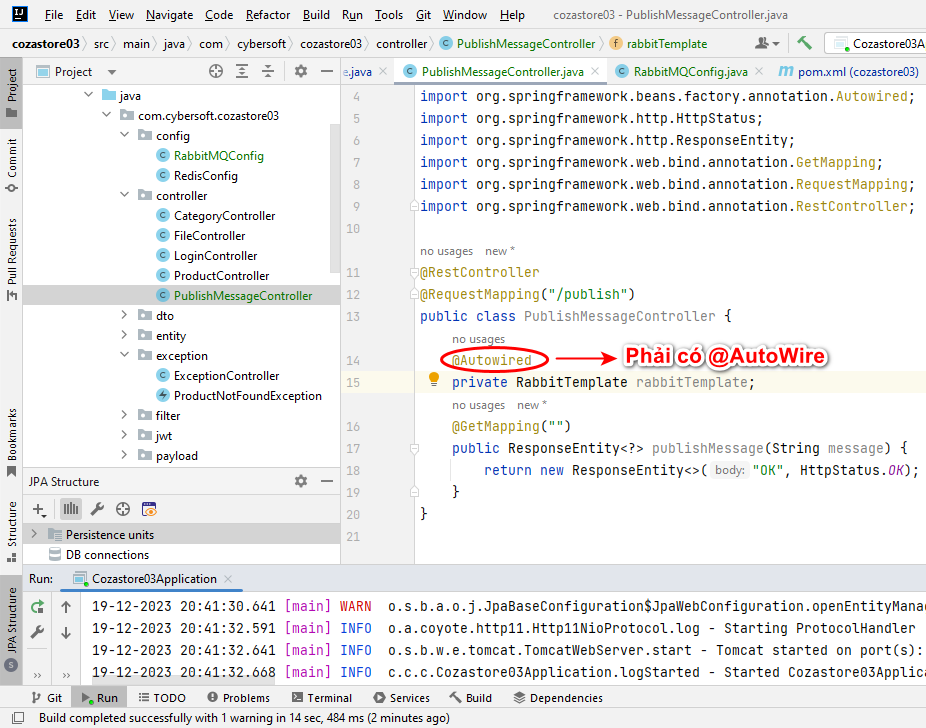 File Edit View Navigate Code Refactor Build Run Tools Git Window Help cozastore03 - PublishMessageController.java
cozastore03 src main java com cybersoft cozastore03 controller PublishMessageController rabbitTemplate Cozastore03A
Project
e.java PublishMessageController.java RabbitMQConfig.java pom.xml (cozastore03)
Project
Commit
Pull Requests
Bookmarks
Structure
JPA Structure
java
com.cybersoft.cozastore03
config
RabbitMQConfig
RedisConfig
controller
CategoryController
FileController
LoginController
ProductController
PublishMessageController
dto
entity
exception
ExceptionController
ProductNotFoundException
filter
jwt
payload
JPA Structure
Persistence units
DB connections
4 import org.springframework.beans.factory.annotation.Autowired;
5 import org.springframework.http.HttpStatus;
6 import org.springframework.http.ResponseEntity;
7 import org.springframework.web.bind.annotation.GetMapping;
8 import org.springframework.web.bind.annotation.RequestMapping;
9 import org.springframework.web.bind.annotation.RestController;
10
no usages new *
11 @RestController
12 @RequestMapping("/publish")
13 public class PublishMessageController {
no usages
14 @Autowired Phải có @AutoWire
15 private RabbitTemplate rabbitTemplate;
no usages new *
16 @GetMapping("")
17 public ResponseEntity<?> publishMessage(String message) {
18 return new ResponseEntity<>( body: "OK", HttpStatus.OK);
19 }
20 }
21
Run: Cozastore03Application
19-12-2023 20:41:30.641 [main] WARN o.s.b.a.o.j.JpaBaseConfiguration$JpaWebConfiguration.openEntityMana
19-12-2023 20:41:32.591 [main] INFO o.a.coyote.http11.Http11NioProtocol.log - Starting ProtocolHandler
19-12-2023 20:41:32.641 [main] INFO o.s.b.w.e.tomcat.TomcatWebServer.start - Tomcat started on port(s):
19-12-2023 20:41:32.668 [main] INFO c.c.c.Cozastore03Application.logStarted - Started Cozastore03Applic
Git Run TODO Problems Terminal Services Build Dependencies
Build completed successfully with 1 warning in 14 sec, 484 ms (2 minutes ago)